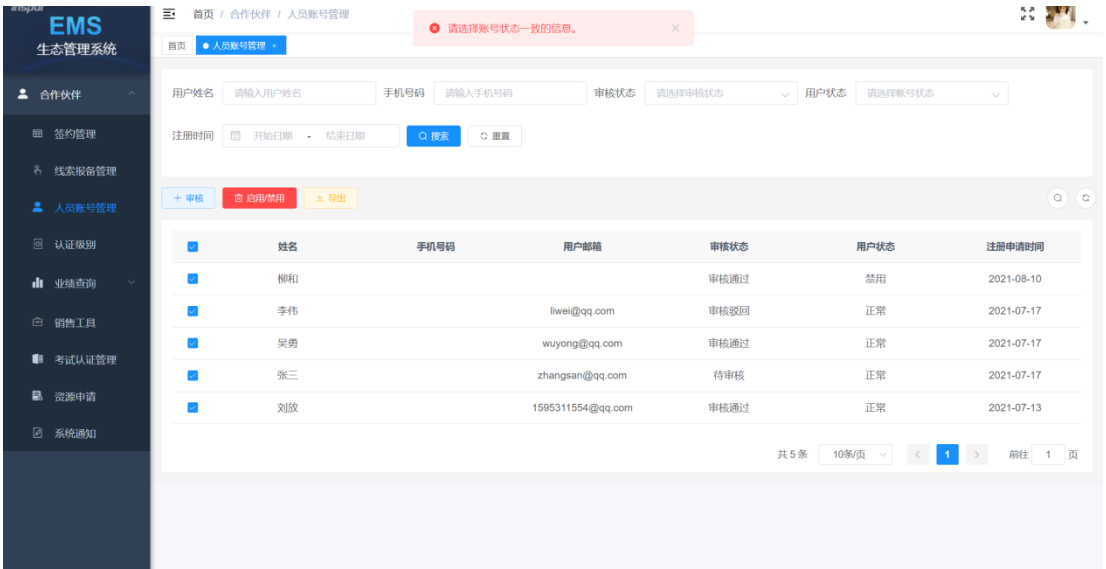 inspur
EMS
生态管理系统
合作伙伴
签约管理
线索报备管理
人员账号管理
认证级别
业绩查询
销售工具
考试认证管理
资源申请
系统通知
首页 / 合作伙伴 / 人员账号管理
请选择账号状态一致的信息。
首页 人员账号管理 ×
用户姓名 请输入用户姓名 手机号码 请输入手机号码 审核状态 请选择审核状态 用户状态 请选择帐号状态
注册时间 开始日期 - 结束日期 搜索 重置
+ 审核 启用/禁用 导出
姓名 手机号码 用户邮箱 审核状态 用户状态 注册申请时间
柳和 审核通过 禁用 2021-08-10
李伟 liwei@qq.com 审核驳回 正常 2021-07-17
吴勇 wuyong@qq.com 审核通过 正常 2021-07-17
张三 zhangsan@qq.com 待审核 正常 2021-07-17
刘放 1595311554@qq.com 审核通过 正常 2021-07-13
共 5 条 10条/页 < 1 > 前往 1 页